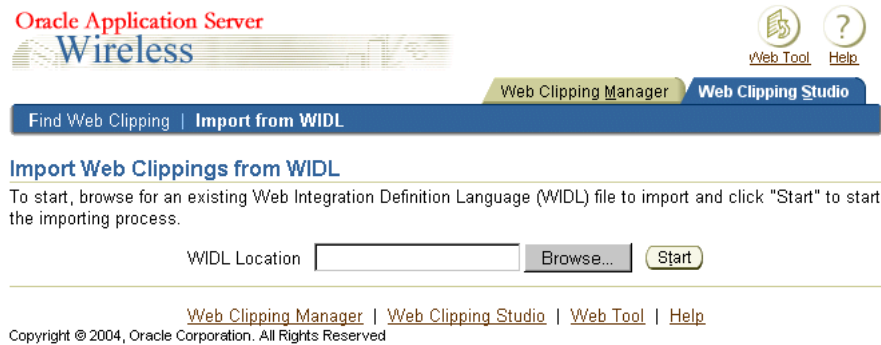 Oracle Application Server
Wireless
Web Tool Help
Web Clipping Manager Web Clipping Studio
Find Web Clipping | Import from WIDL
Import Web Clippings from WIDL
To start, browse for an existing Web Integration Definition Language (WIDL) file to import and click "Start" to start
the importing process.
WIDL Location Browse... Start
Web Clipping Manager | Web Clipping Studio | Web Tool | Help
Copyright © 2004, Oracle Corporation. All Rights Reserved